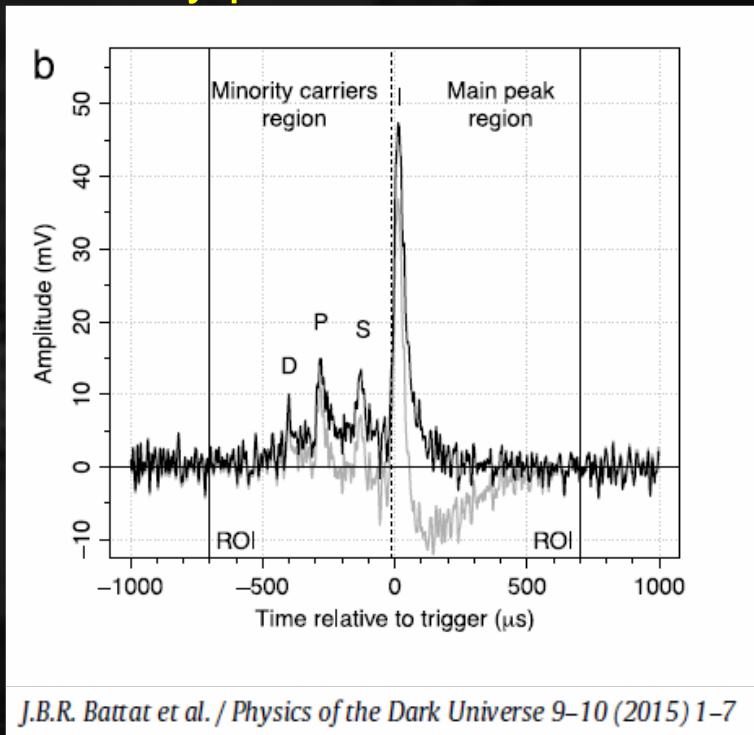 b
Minority carriers
region
Main peak
region
I
P
S
D
Amplitude (mV)
50
40
30
20
10
0
−10
ROI
ROI
−1000
−500
0
500
1000
Time relative to trigger (μs)
J.B.R. Battat et al. / Physics of the Dark Universe 9–10 (2015) 1–7